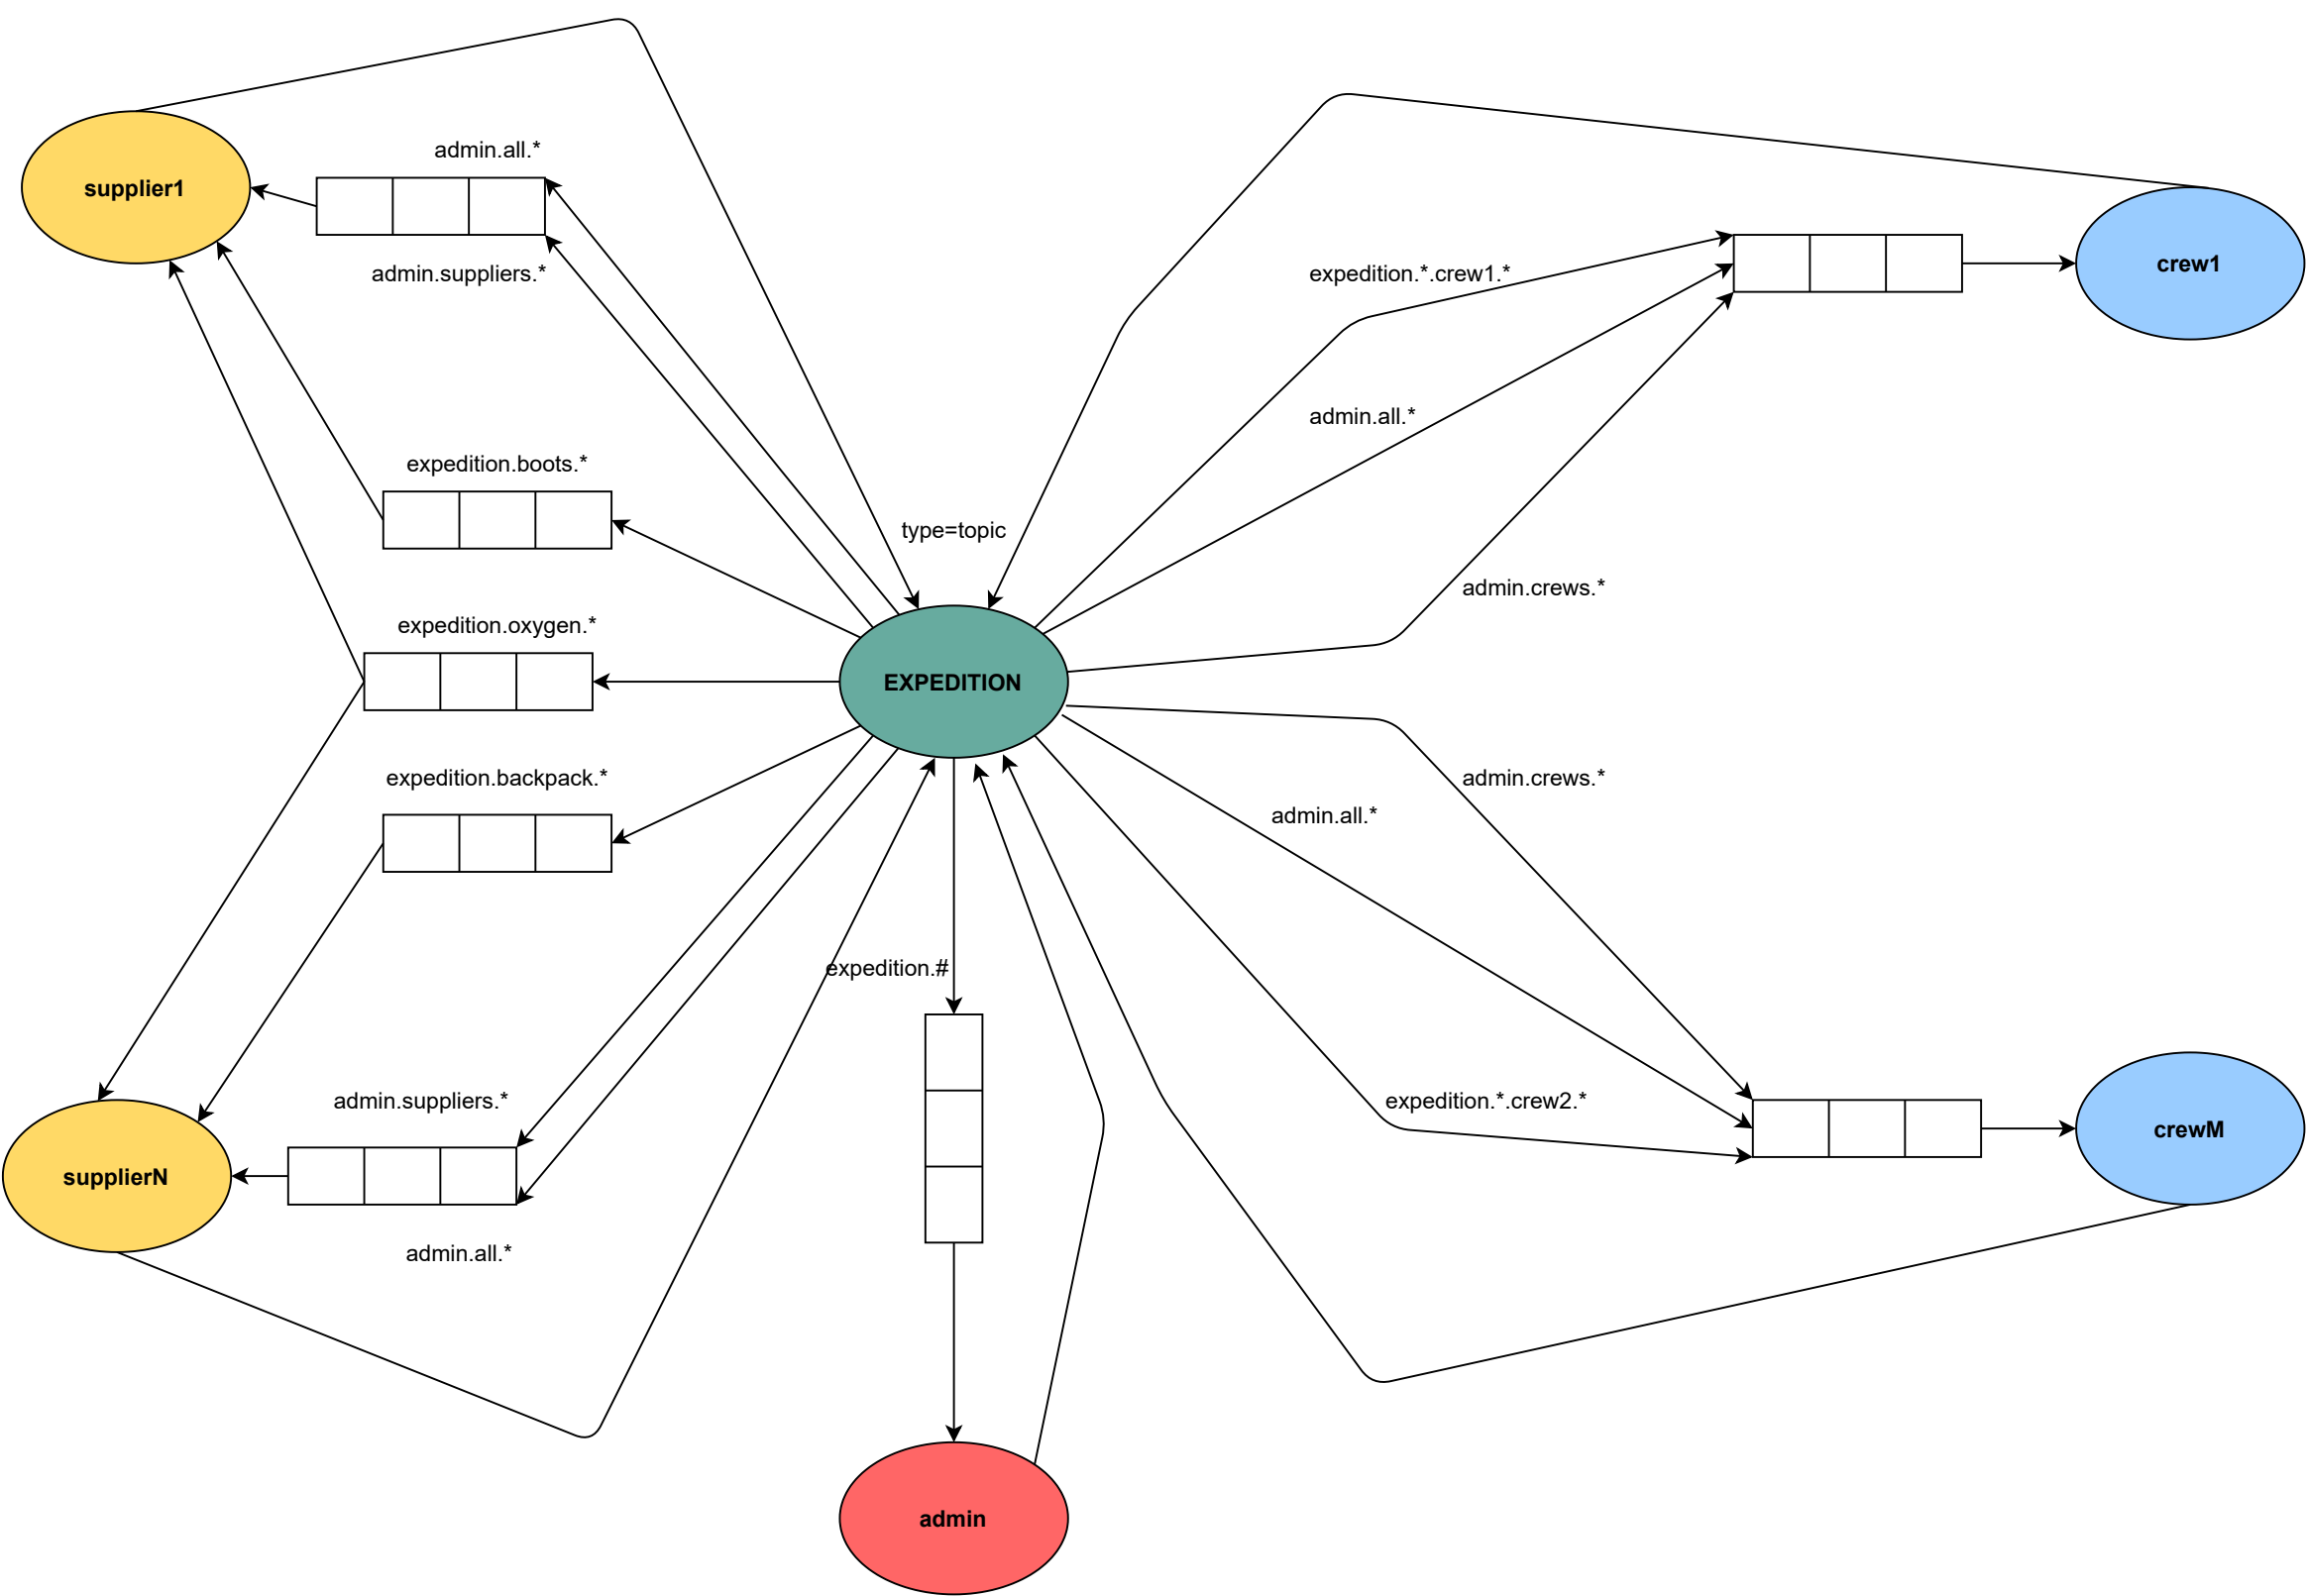 admin.all.*
supplier1
admin.suppliers.*
expedition.*.crew1.*
crew1
admin.all.*
expedition.boots.*
type=topic
admin.crews.*
expedition.oxygen.*
EXPEDITION
expedition.backpack.*
admin.crews.*
admin.all.*
expedition.#
admin.suppliers.*
expedition.*.crew2.*
crewM
supplierN
admin.all.*
admin